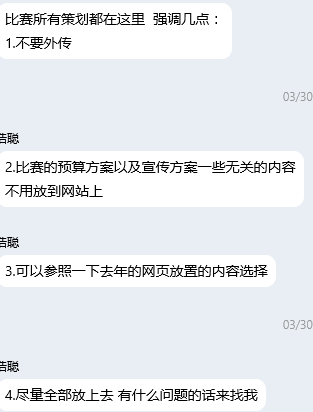 比赛所有策划都在这里 强调几点：
1.不要外传
03/30
浩聪
2.比赛的预算方案以及宣传方案一些无关的内容
不用放到网站上
浩聪
3.可以参照一下去年的网页放置的内容选择
03/30
浩聪
4.尽量全部放上去 有什么问题的话来找我